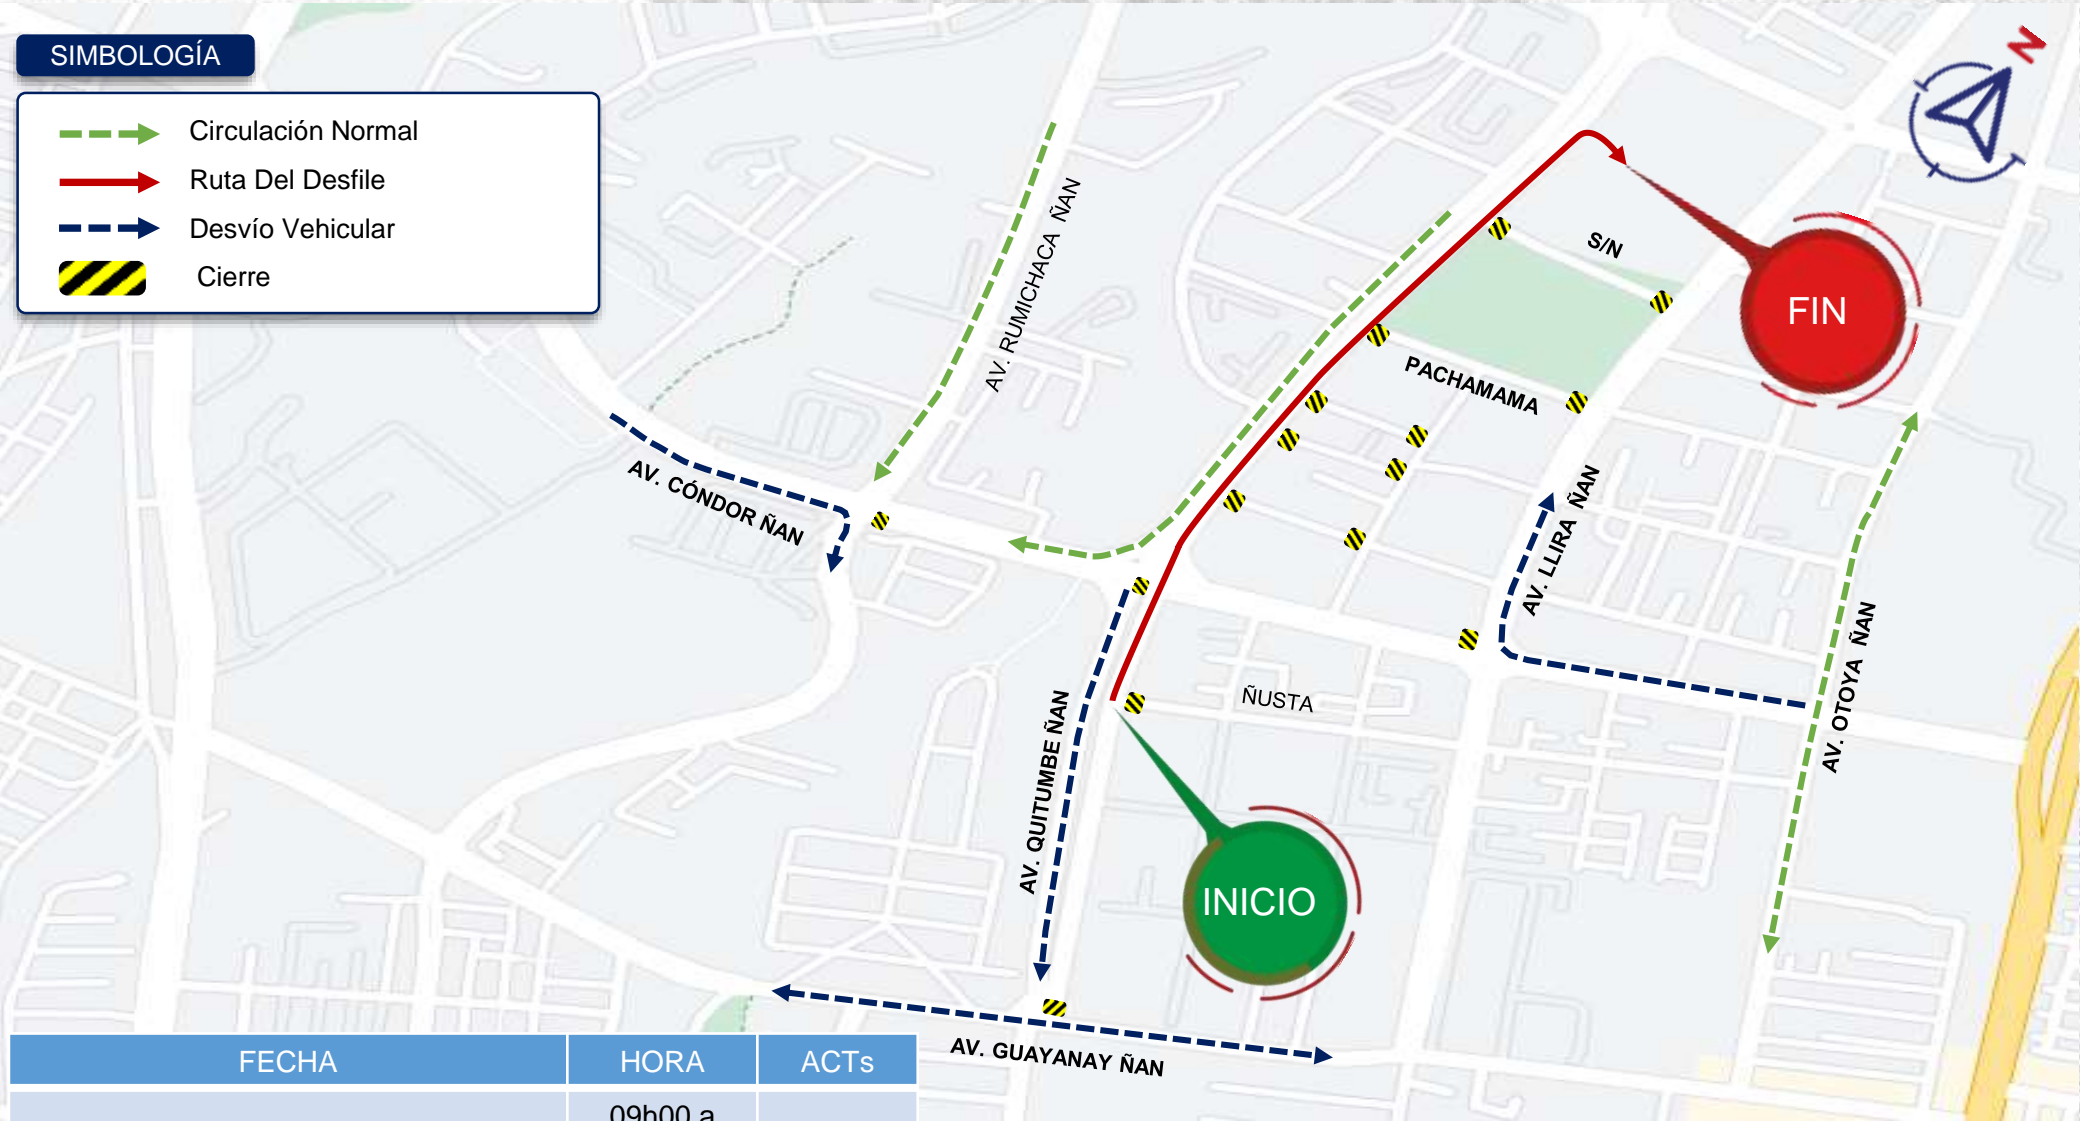 SIMBOLOGÍA
Circulación Normal
Ruta Del Desfile
Desvío Vehicular
Cierre
N
AV. RUMICHACA ÑAN
S/N
FIN
PACHAMAMA
AV. CÓNDOR ÑAN
AV. LLIRA ÑAN
AV. OTOYA ÑAN
ÑUSTA
AV. QUITUMBE ÑAN
INICIO
AV. GUAYANAY ÑAN
FECHA HORA ACTs
09h00 a